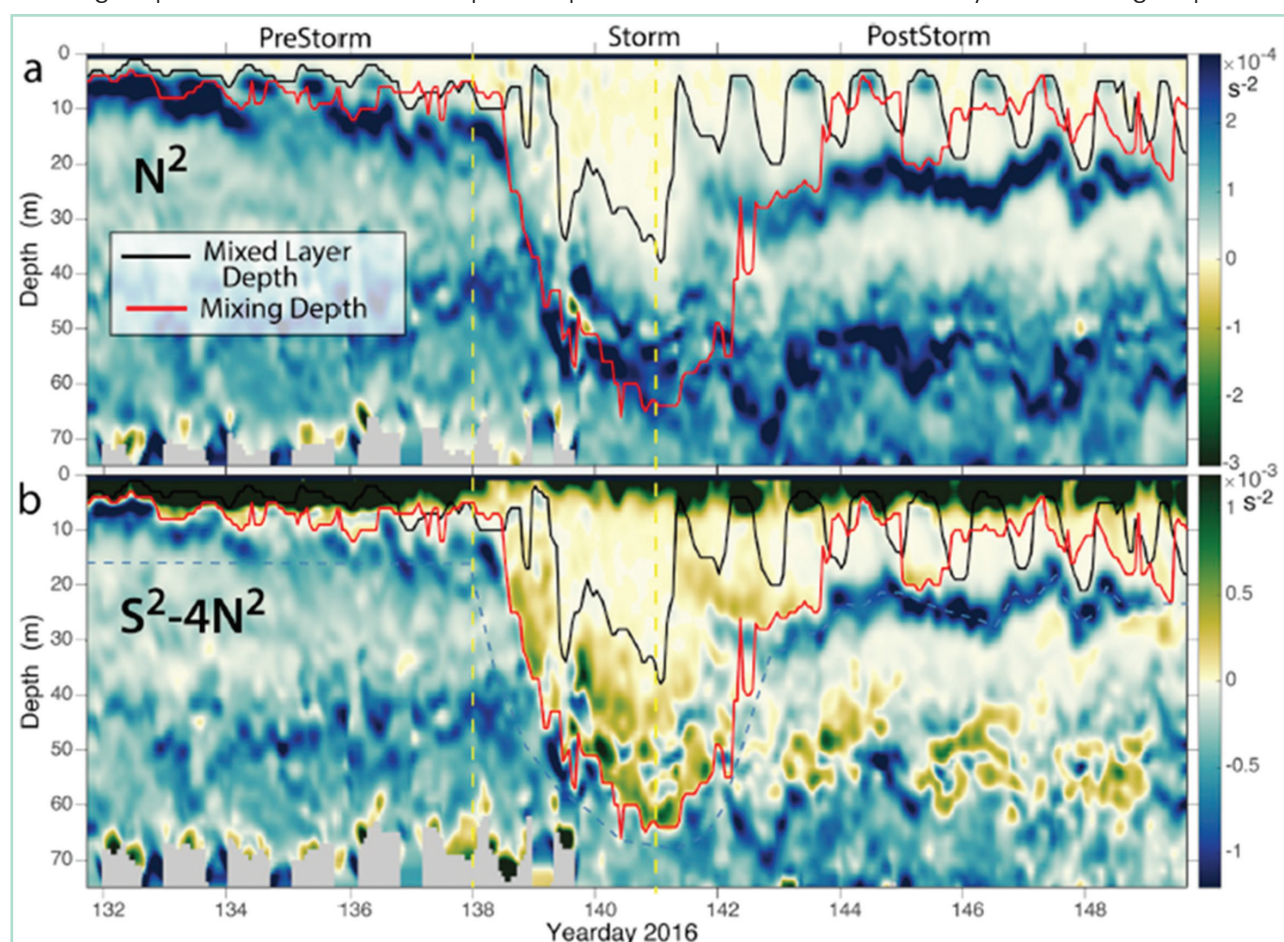 PreStorm Storm PostStorm
a
N²
Mixed Layer
Depth
Mixing Depth
Depth (m)
0
10
20
30
40
50
60
70
×10⁻⁴
s⁻²
2
1
0
-1
-2
-3
b
S²-4N²
Depth (m)
0
10
20
30
40
50
60
70
×10⁻³
1
s⁻²
0.5
0
-0.5
-1
132 134 136 138 140 142 144 146 148
Yearday 2016